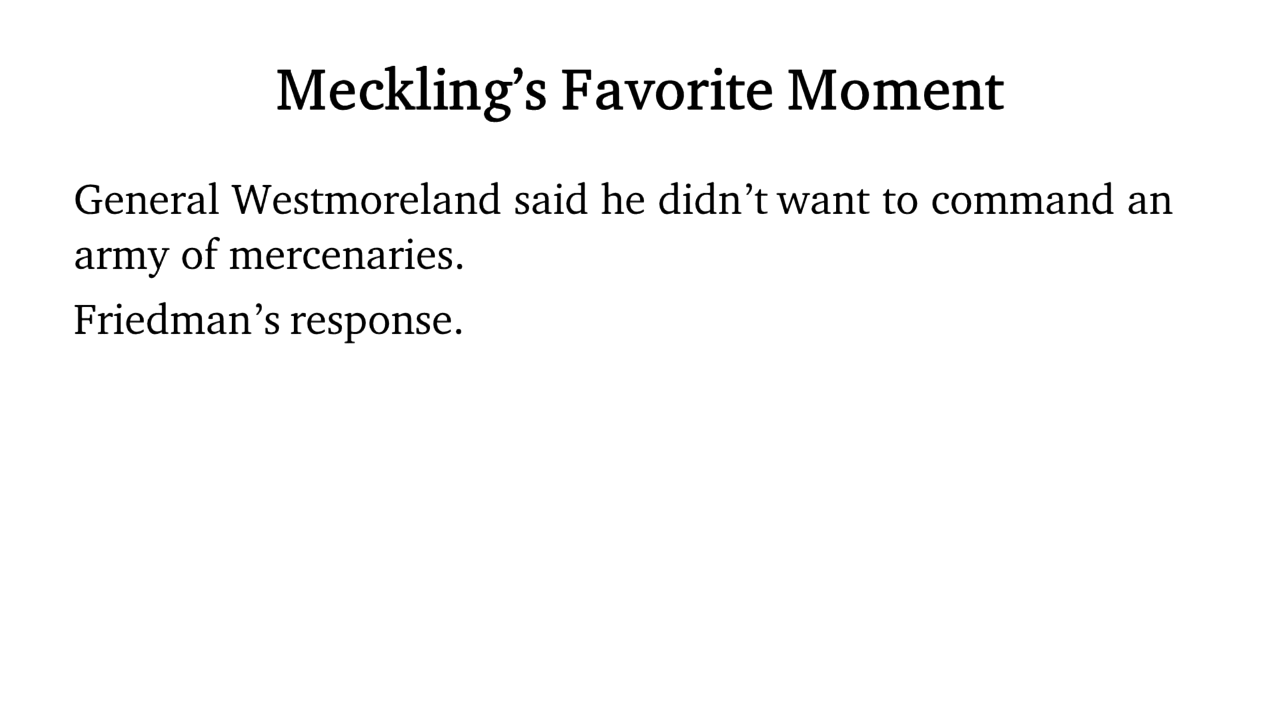 Meckling’s Favorite Moment
General Westmoreland said he didn’t want to command an
army of mercenaries.
Friedman’s response.